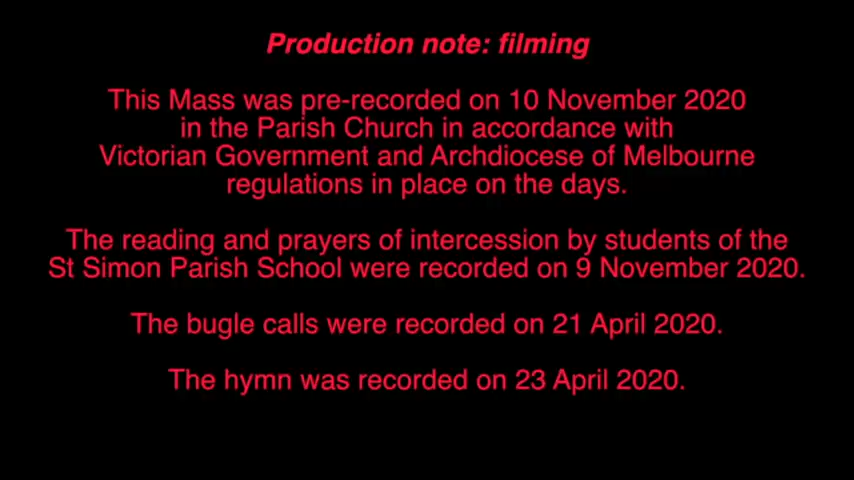 Production note: filming
This Mass was pre-recorded on 10 November 2020
in the Parish Church in accordance with
Victorian Government and Archdiocese of Melbourne
regulations in place on the days.
The reading and prayers of intercession by students of the
St Simon Parish School were recorded on 9 November 2020.
The bugle calls were recorded on 21 April 2020.
The hymn was recorded on 23 April 2020.